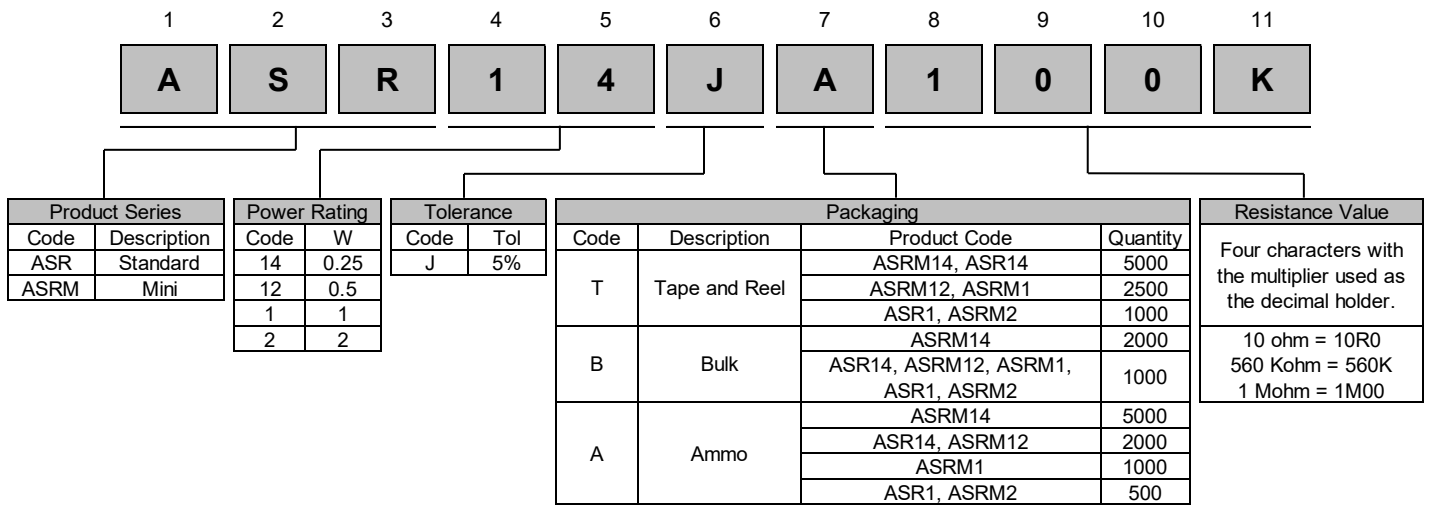 1 2 3 4 5 6 7 8 9 10 11
A S R 1 4 J A 1 0 0 K
Product Series
Code Description
ASR Standard
ASRM Mini
Power Rating
Code W
14 0.25
12 0.5
1 1
2 2
Tolerance
Code Tol
J 5%
Packaging
Code Description Product Code Quantity
T Tape and Reel
ASRM14, ASR14 5000
ASRM12, ASRM1 2500
ASR1, ASRM2 1000
B Bulk
ASRM14 2000
ASR14, ASRM12, ASRM1,
ASR1, ASRM2
1000
A Ammo
ASRM14 5000
ASR14, ASRM12 2000
ASRM1 1000
ASR1, ASRM2 500
Resistance Value
Four characters with
the multiplier used as
the decimal holder.
10 ohm = 10R0
560 Kohm = 560K
1 Mohm = 1M00